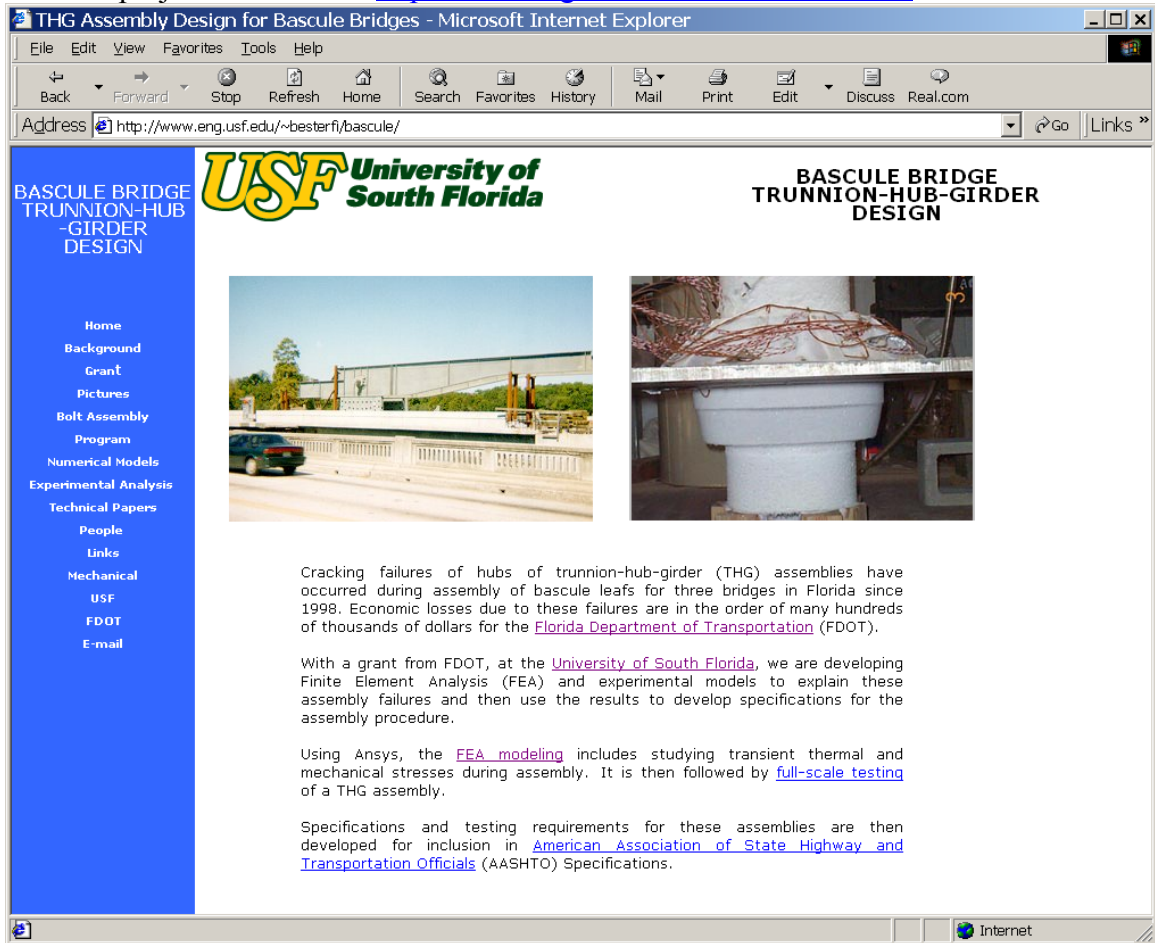 THG Assembly Design for Bascule Bridges - Microsoft Internet Explorer
File Edit View Favorites Tools Help
Back Forward Stop Refresh Home Search Favorites History Mail Print Edit Discuss Real.com
Address http://www.eng.usf.edu/~besterfi/bascule/ Go Links »
BASCULE BRIDGE
TRUNNION-HUB
-GIRDER
DESIGN
Home
Background
Grant
Pictures
Bolt Assembly
Program
Numerical Models
Experimental Analysis
Technical Papers
People
Links
Mechanical
USF
FDOT
E-mail
USF University of
South Florida
BASCULE BRIDGE
TRUNNION-HUB-GIRDER
DESIGN
3
Cracking failures of hubs of trunnion-hub-girder (THG) assemblies have
occurred during assembly of bascule leafs for three bridges in Florida since
1998. Economic losses due to these failures are in the order of many hundreds
of thousands of dollars for the Florida Department of Transportation (FDOT).
With a grant from FDOT, at the University of South Florida, we are developing
Finite Element Analysis (FEA) and experimental models to explain these
assembly failures and then use the results to develop specifications for the
assembly procedure.
Using Ansys, the FEA modeling includes studying transient thermal and
mechanical stresses during assembly. It is then followed by full-scale testing
of a THG assembly.
Specifications and testing requirements for these assemblies are then
developed for inclusion in American Association of State Highway and
Transportation Officials (AASHTO) Specifications.
Internet